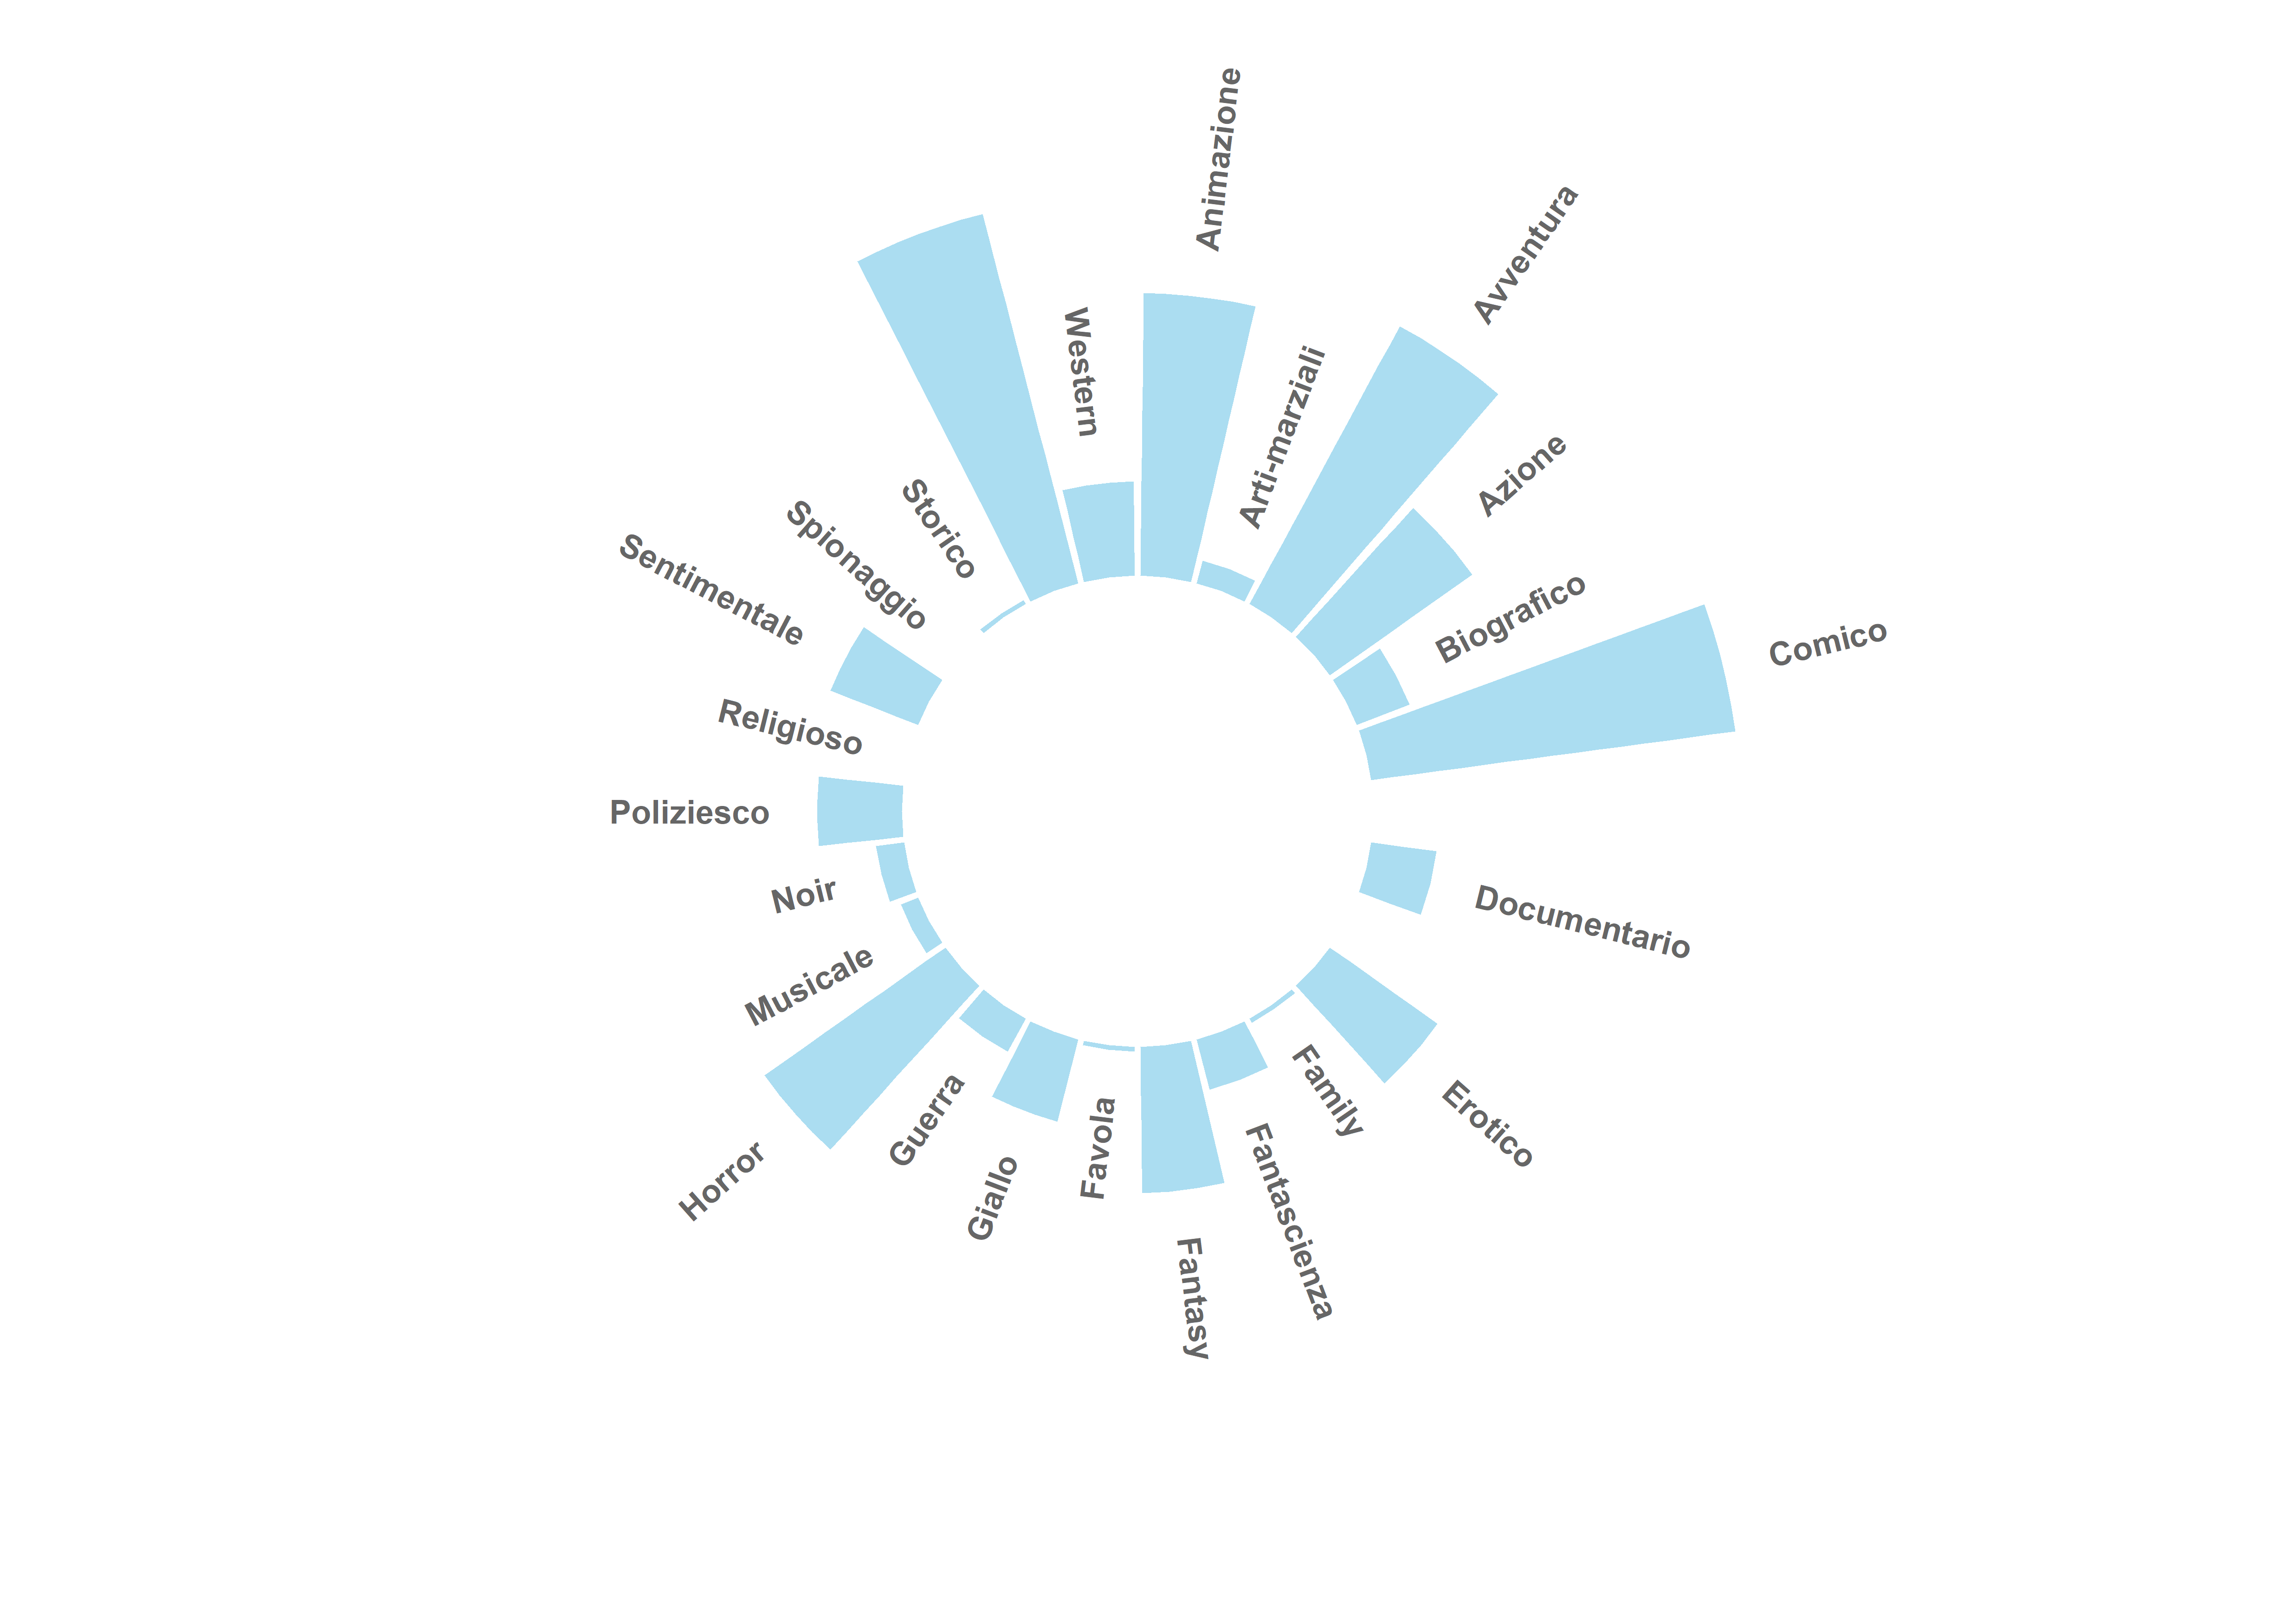 Animazione
Arti-marziali
Avventura
Azione
Biografico
Comico
Documentario
Erotico
Family
Fantascienza
Fantasy
Favola
Giallo
Guerra
Horror
Musicale
Noir
Poliziesco
Religioso
Sentimentale
Spionaggio
Storico
Western